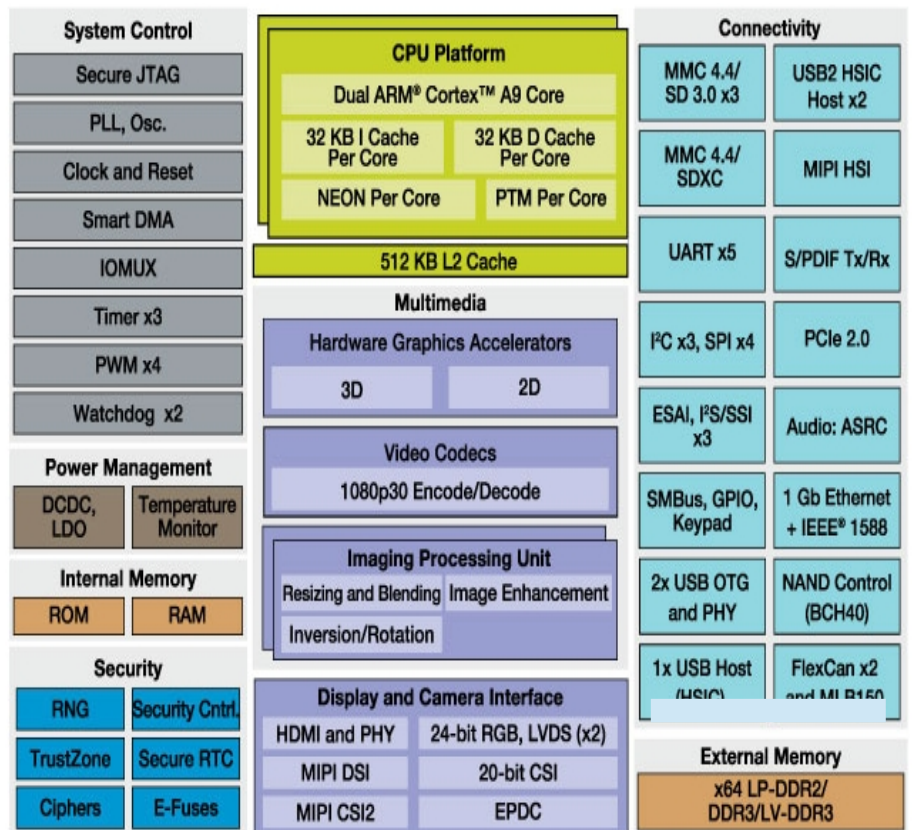 System Control
Secure JTAG
PLL, Osc.
Clock and Reset
Smart DMA
IOMUX
Timer x3
PWM x4
Watchdog x2
Power Management
DCDC,
LDO
Temperature
Monitor
Internal Memory
ROM
RAM
Security
RNG
Security Cntrl.
TrustZone
Secure RTC
Ciphers
E-Fuses
CPU Platform
Dual ARM® Cortex™ A9 Core
32 KB I Cache
Per Core
32 KB D Cache
Per Core
NEON Per Core
PTM Per Core
512 KB L2 Cache
Multimedia
Hardware Graphics Accelerators
3D
2D
Video Codecs
1080p30 Encode/Decode
Imaging Processing Unit
Resizing and Blending
Image Enhancement
Inversion/Rotation
Display and Camera Interface
HDMI and PHY
24-bit RGB, LVDS (x2)
MIPI DSI
20-bit CSI
MIPI CSI2
EPDC
Connectivity
MMC 4.4/
SD 3.0 x3
USB2 HSIC
Host x2
MMC 4.4/
SDXC
MIPI HSI
UART x5
S/PDIF Tx/Rx
I²C x3, SPI x4
PCIe 2.0
ESAI, I²S/SSI
x3
Audio: ASRC
SMBus, GPIO,
Keypad
1 Gb Ethernet
+ IEEE® 1588
2x USB OTG
and PHY
NAND Control
(BCH40)
1x USB Host
(HSIC)
FlexCan x2
and MLB150
External Memory
x64 LP-DDR2/
DDR3/LV-DDR3